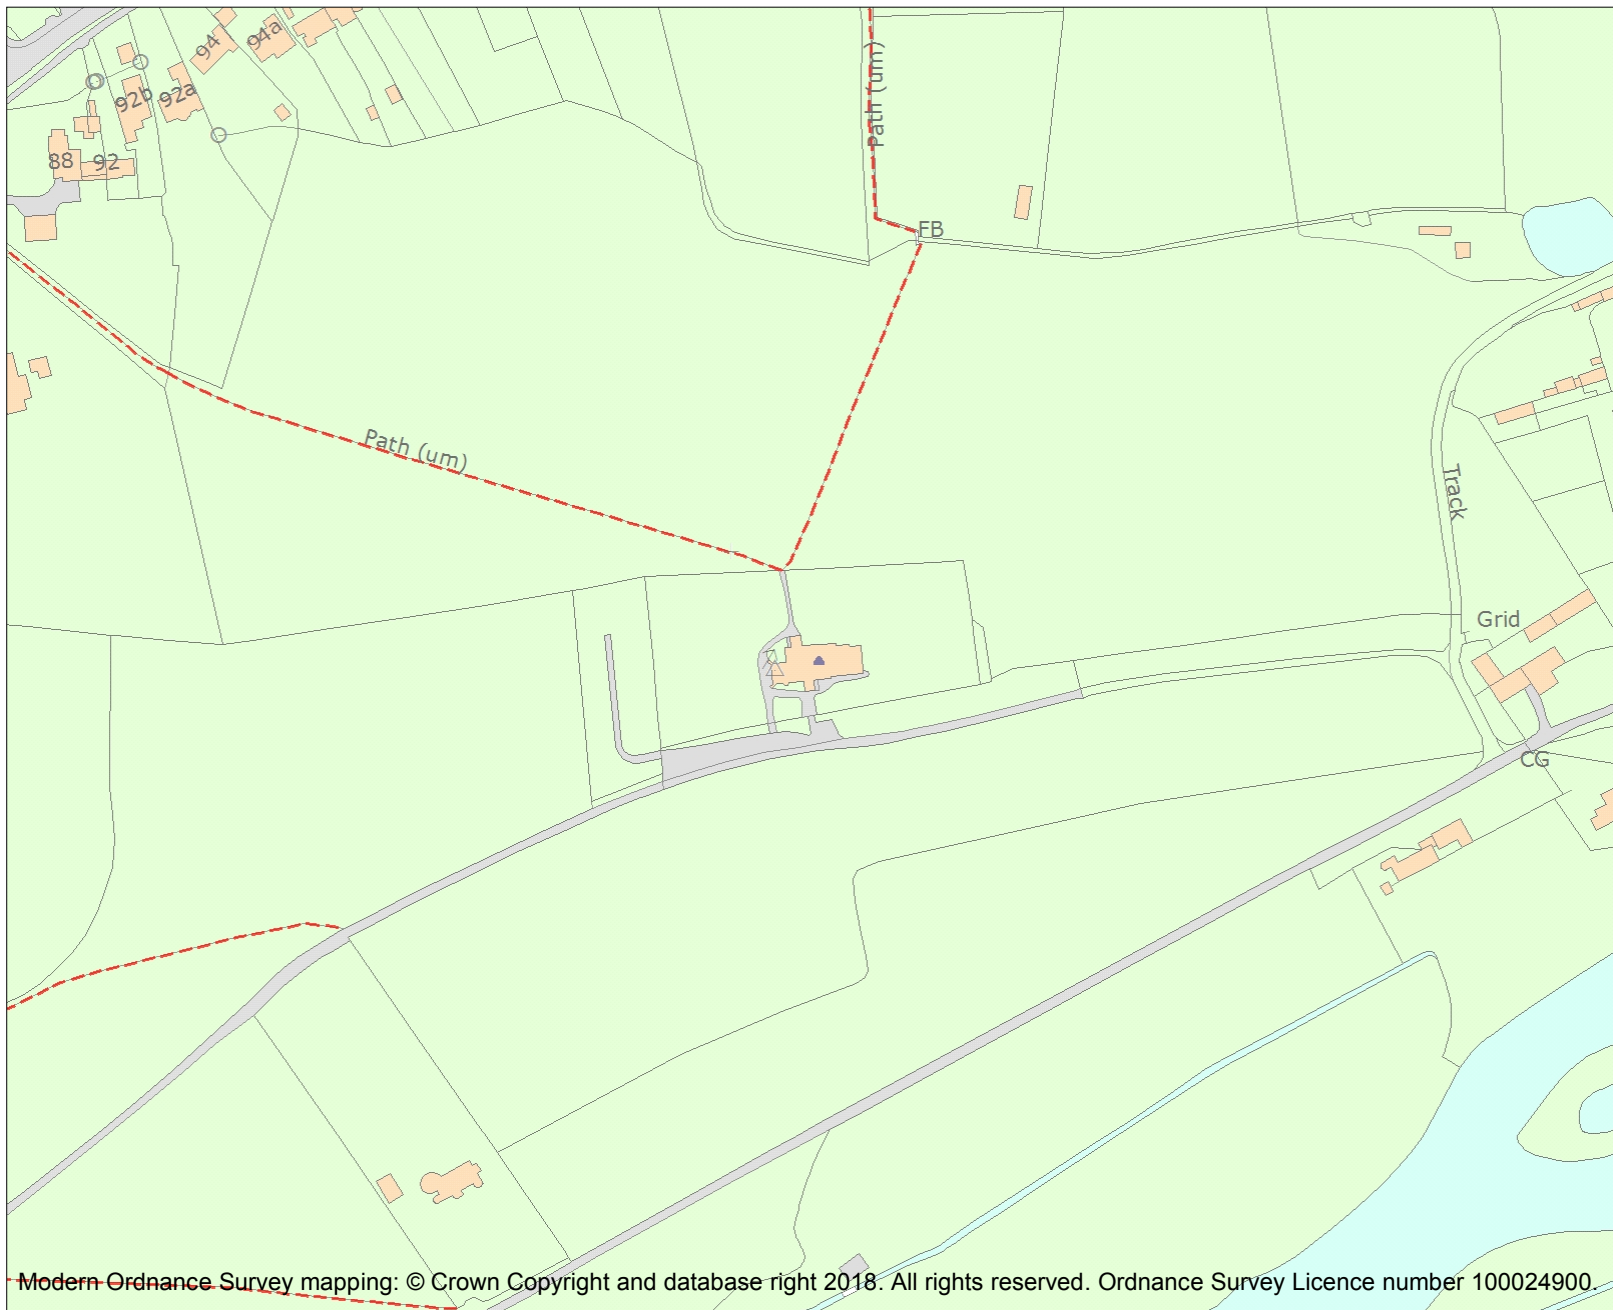 94
94a
92b
92a
88
92
Path (um)
FB
Path (um)
Track
Grid
CG
Modern Ordnance Survey mapping: © Crown Copyright and database right 2018. All rights reserved. Ordnance Survey Licence number 100024900.